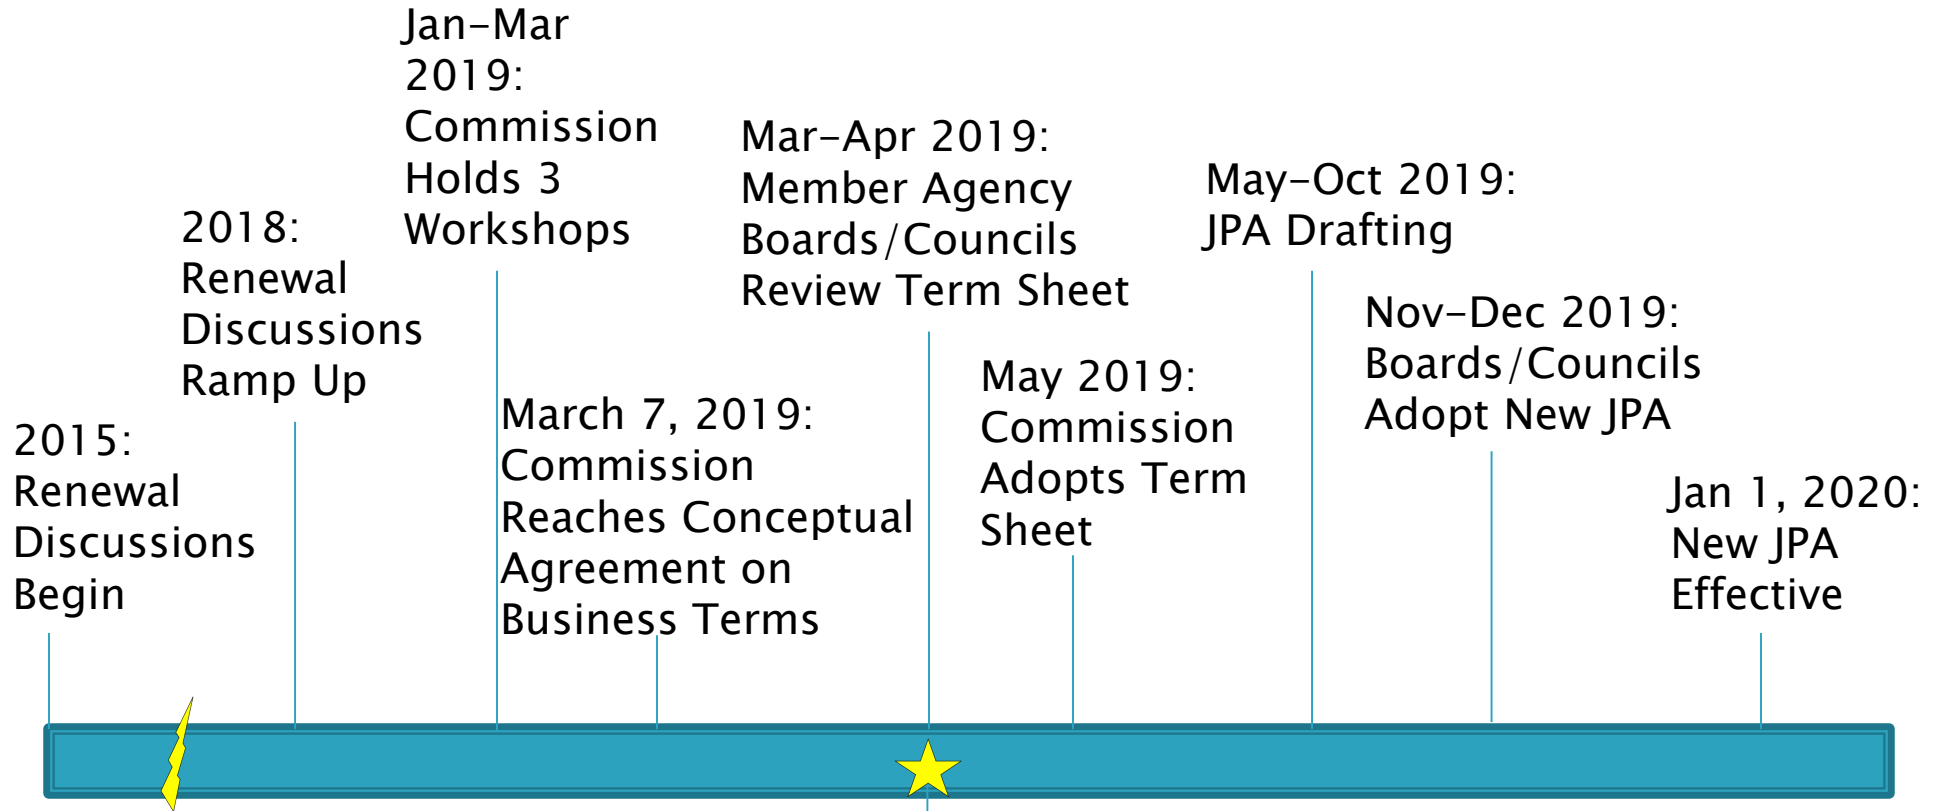 2015:
Renewal
Discussions
Begin
2018:
Renewal
Discussions
Ramp Up
Jan–Mar
2019:
Commission
Holds 3
Workshops
March 7, 2019:
Commission
Reaches Conceptual
Agreement on
Business Terms
Mar–Apr 2019:
Member Agency
Boards/Councils
Review Term Sheet
May 2019:
Commission
Adopts Term
Sheet
May–Oct 2019:
JPA Drafting
Nov–Dec 2019:
Boards/Councils
Adopt New JPA
Jan 1, 2020:
New JPA
Effective